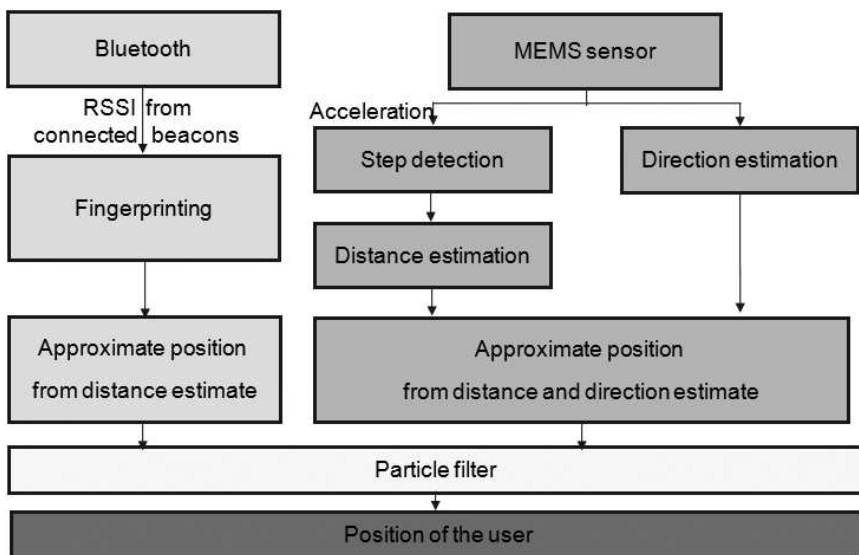 Bluetooth
MEMS sensor
RSSI from
connected beacons
Acceleration
Step detection
Direction estimation
Fingerprinting
Distance estimation
Approximate position
from distance estimate
Approximate position
from distance and direction estimate
Particle filter
Position of the user